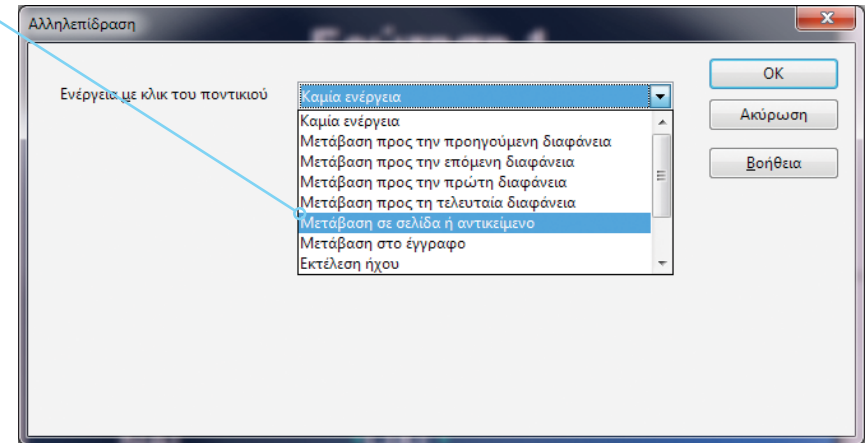 Αλληλεπίδραση
Ενέργεια με κλικ του ποντικιού
Καμία ενέργεια
Καμία ενέργεια
Μετάβαση προς την προηγούμενη διαφάνεια
Μετάβαση προς την επόμενη διαφάνεια
Μετάβαση προς την πρώτη διαφάνεια
Μετάβαση προς τη τελευταία διαφάνεια
Μετάβαση σε σελίδα ή αντικείμενο
Μετάβαση στο έγγραφο
Εκτέλεση ήχου
OK
Ακύρωση
Βοήθεια